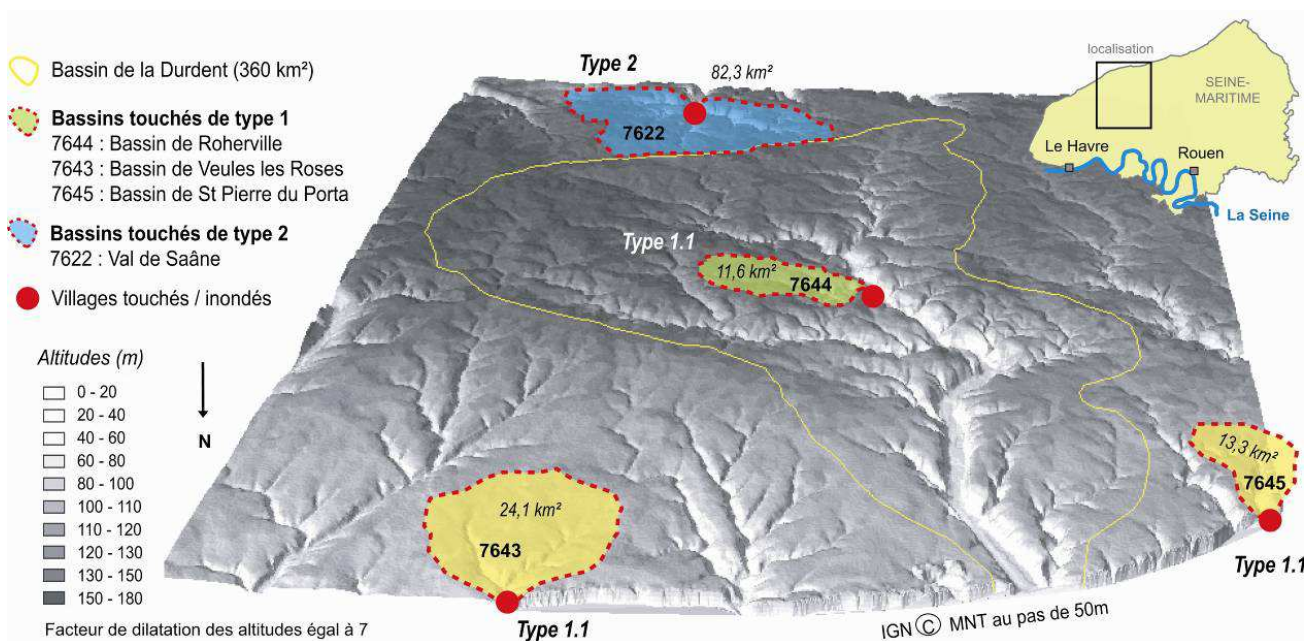 Bassin de la Durdent (360 km²)
Bassins touchés de type 1
7644 : Bassin de Roherville
7643 : Bassin de Veules les Roses
7645 : Bassin de St Pierre du Porta
Bassins touchés de type 2
7622 : Val de Saâne
Villages touchés / inondés
Altitudes (m)
0 - 20
20 - 40
40 - 60
60 - 80
80 - 100
100 - 110
110 - 120
120 - 130
130 - 150
150 - 180
N
Facteur de dilatation des altitudes égal à 7
Type 2
82,3 km²
7622
Type 1.1
11,6 km²
7644
24,1 km²
7643
Type 1.1
13,3 km²
7645
Type 1.1
IGN © MNT au pas de 50m
localisation
SEINE-
MARITIME
Le Havre
Rouen
La Seine